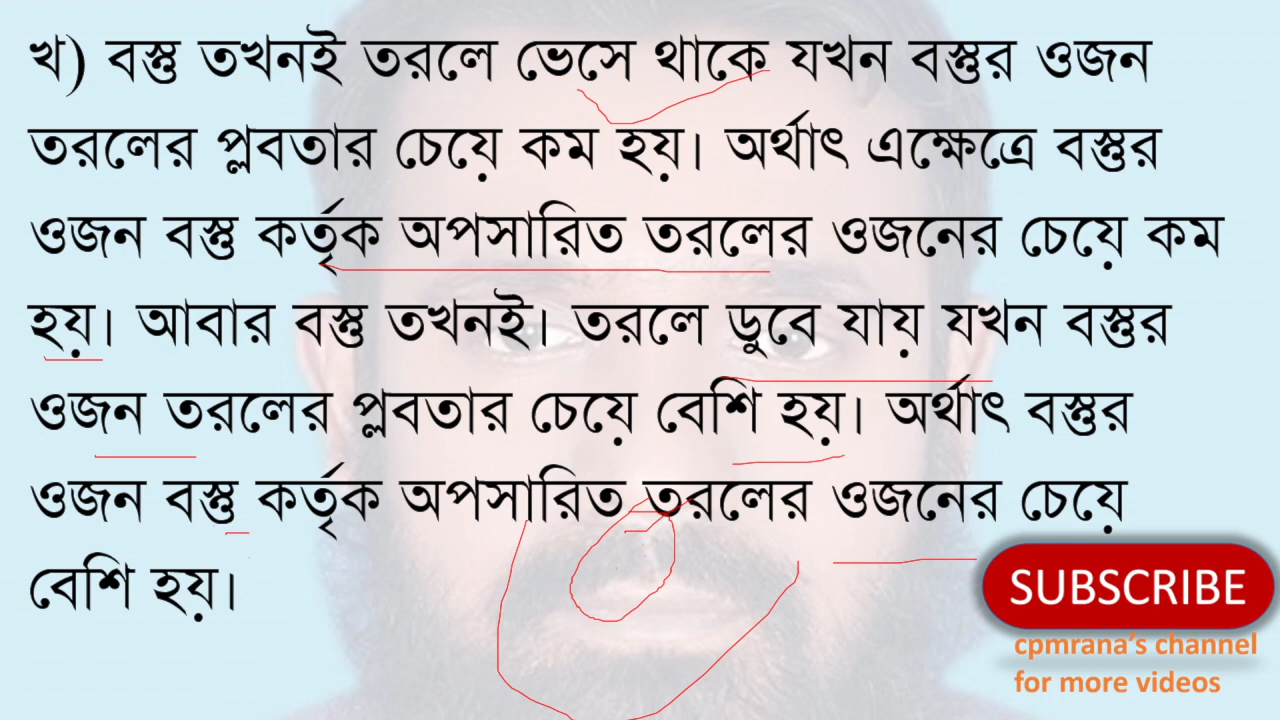 খ) বস্তু তখনই তরলে ভেসে থাকে যখন বস্তুর ওজন
তরলের প্লবতার চেয়ে কম হয়। অর্থাৎ এক্ষেত্রে বস্তুর
ওজন বস্তু কর্তৃক অপসারিত তরলের ওজনের চেয়ে কম
হয়। আবার বস্তু তখনই। তরলে ডুবে যায় যখন বস্তুর
ওজন তরলের প্লবতার চেয়ে বেশি হয়। অর্থাৎ বস্তুর
ওজন বস্তু কর্তৃক অপসারিত তরলের ওজনের চেয়ে
বেশি হয়।
SUBSCRIBE
cpmrana's channel
for more videos